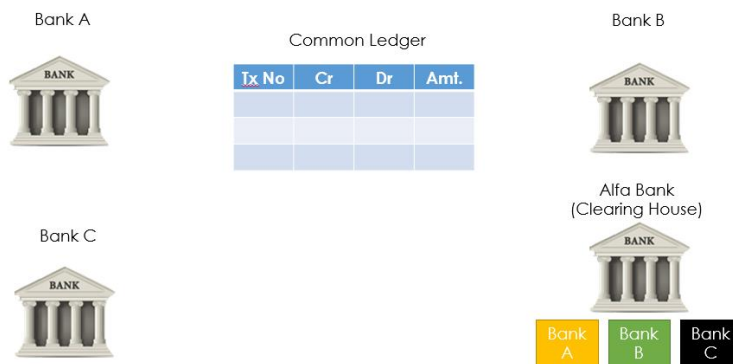 Bank A
BANK
Common Ledger
Tx No Cr Dr Amt.
Bank B
BANK
Bank C
BANK
Alfa Bank
(Clearing House)
BANK
Bank
A
Bank
B
Bank
C